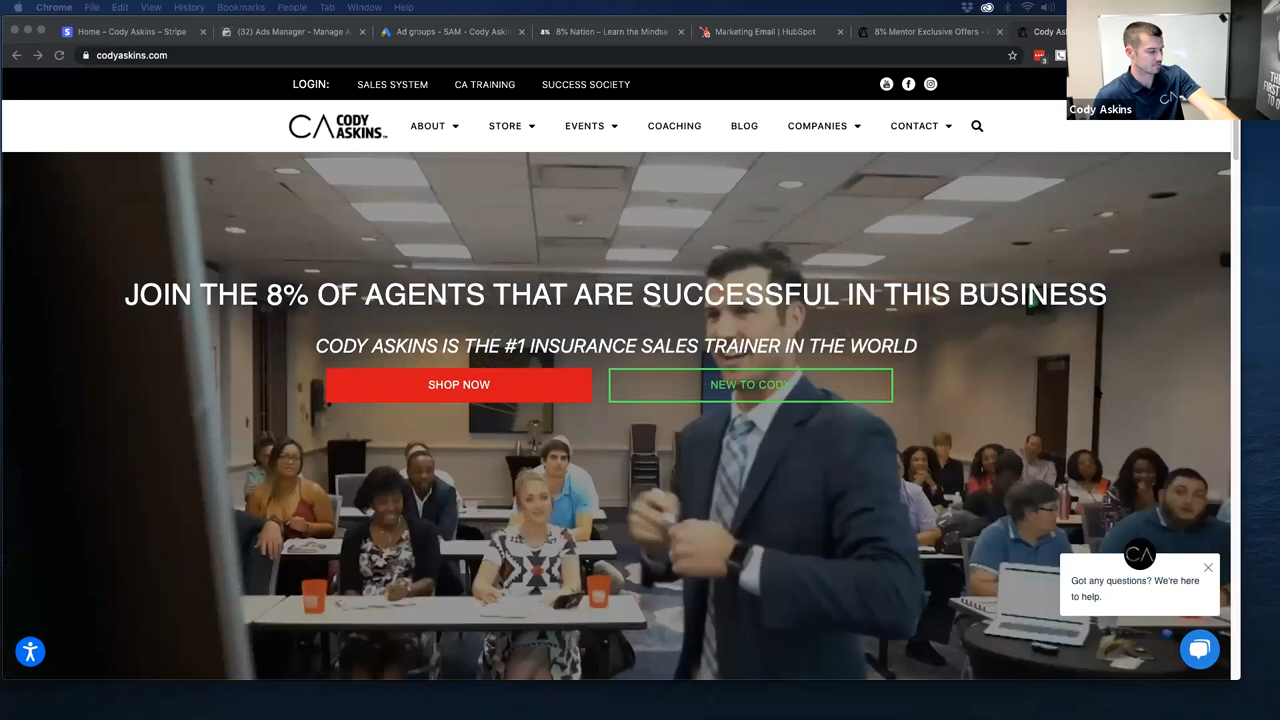 Chrome File Edit View History Bookmarks People Tab Window Help
Home – Cody Askins – Stripe
(32) Ads Manager - Manage A
Ad groups - SAM - Cody Askin
8% Nation – Learn the Mindse
Marketing Email | HubSpot
8% Mentor Exclusive Offers -
Cody As
codyaskins.com
3
LOGIN: SALES SYSTEM CA TRAINING SUCCESS SOCIETY
CA CODY ASKINS
ABOUT STORE EVENTS COACHING BLOG COMPANIES CONTACT
Cody Askins
CA
JOIN THE 8% OF AGENTS THAT ARE SUCCESSFUL IN THIS BUSINESS
CODY ASKINS IS THE #1 INSURANCE SALES TRAINER IN THE WORLD
SHOP NOW
NEW TO CODY
CA
Got any questions? We're here
to help.